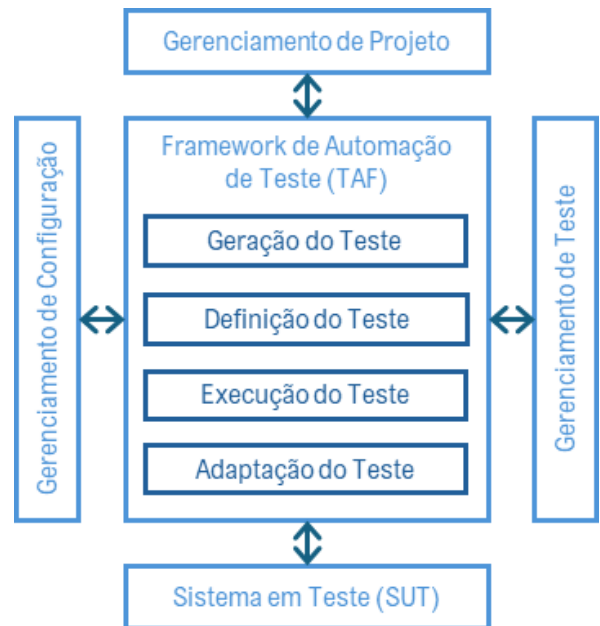 Gerenciamento de Projeto
Gerenciamento de Configuração
Framework de Automação
de Teste (TAF)
Geração do Teste
Definição do Teste
Execução do Teste
Adaptação do Teste
Gerenciamento de Teste
Sistema em Teste (SUT)